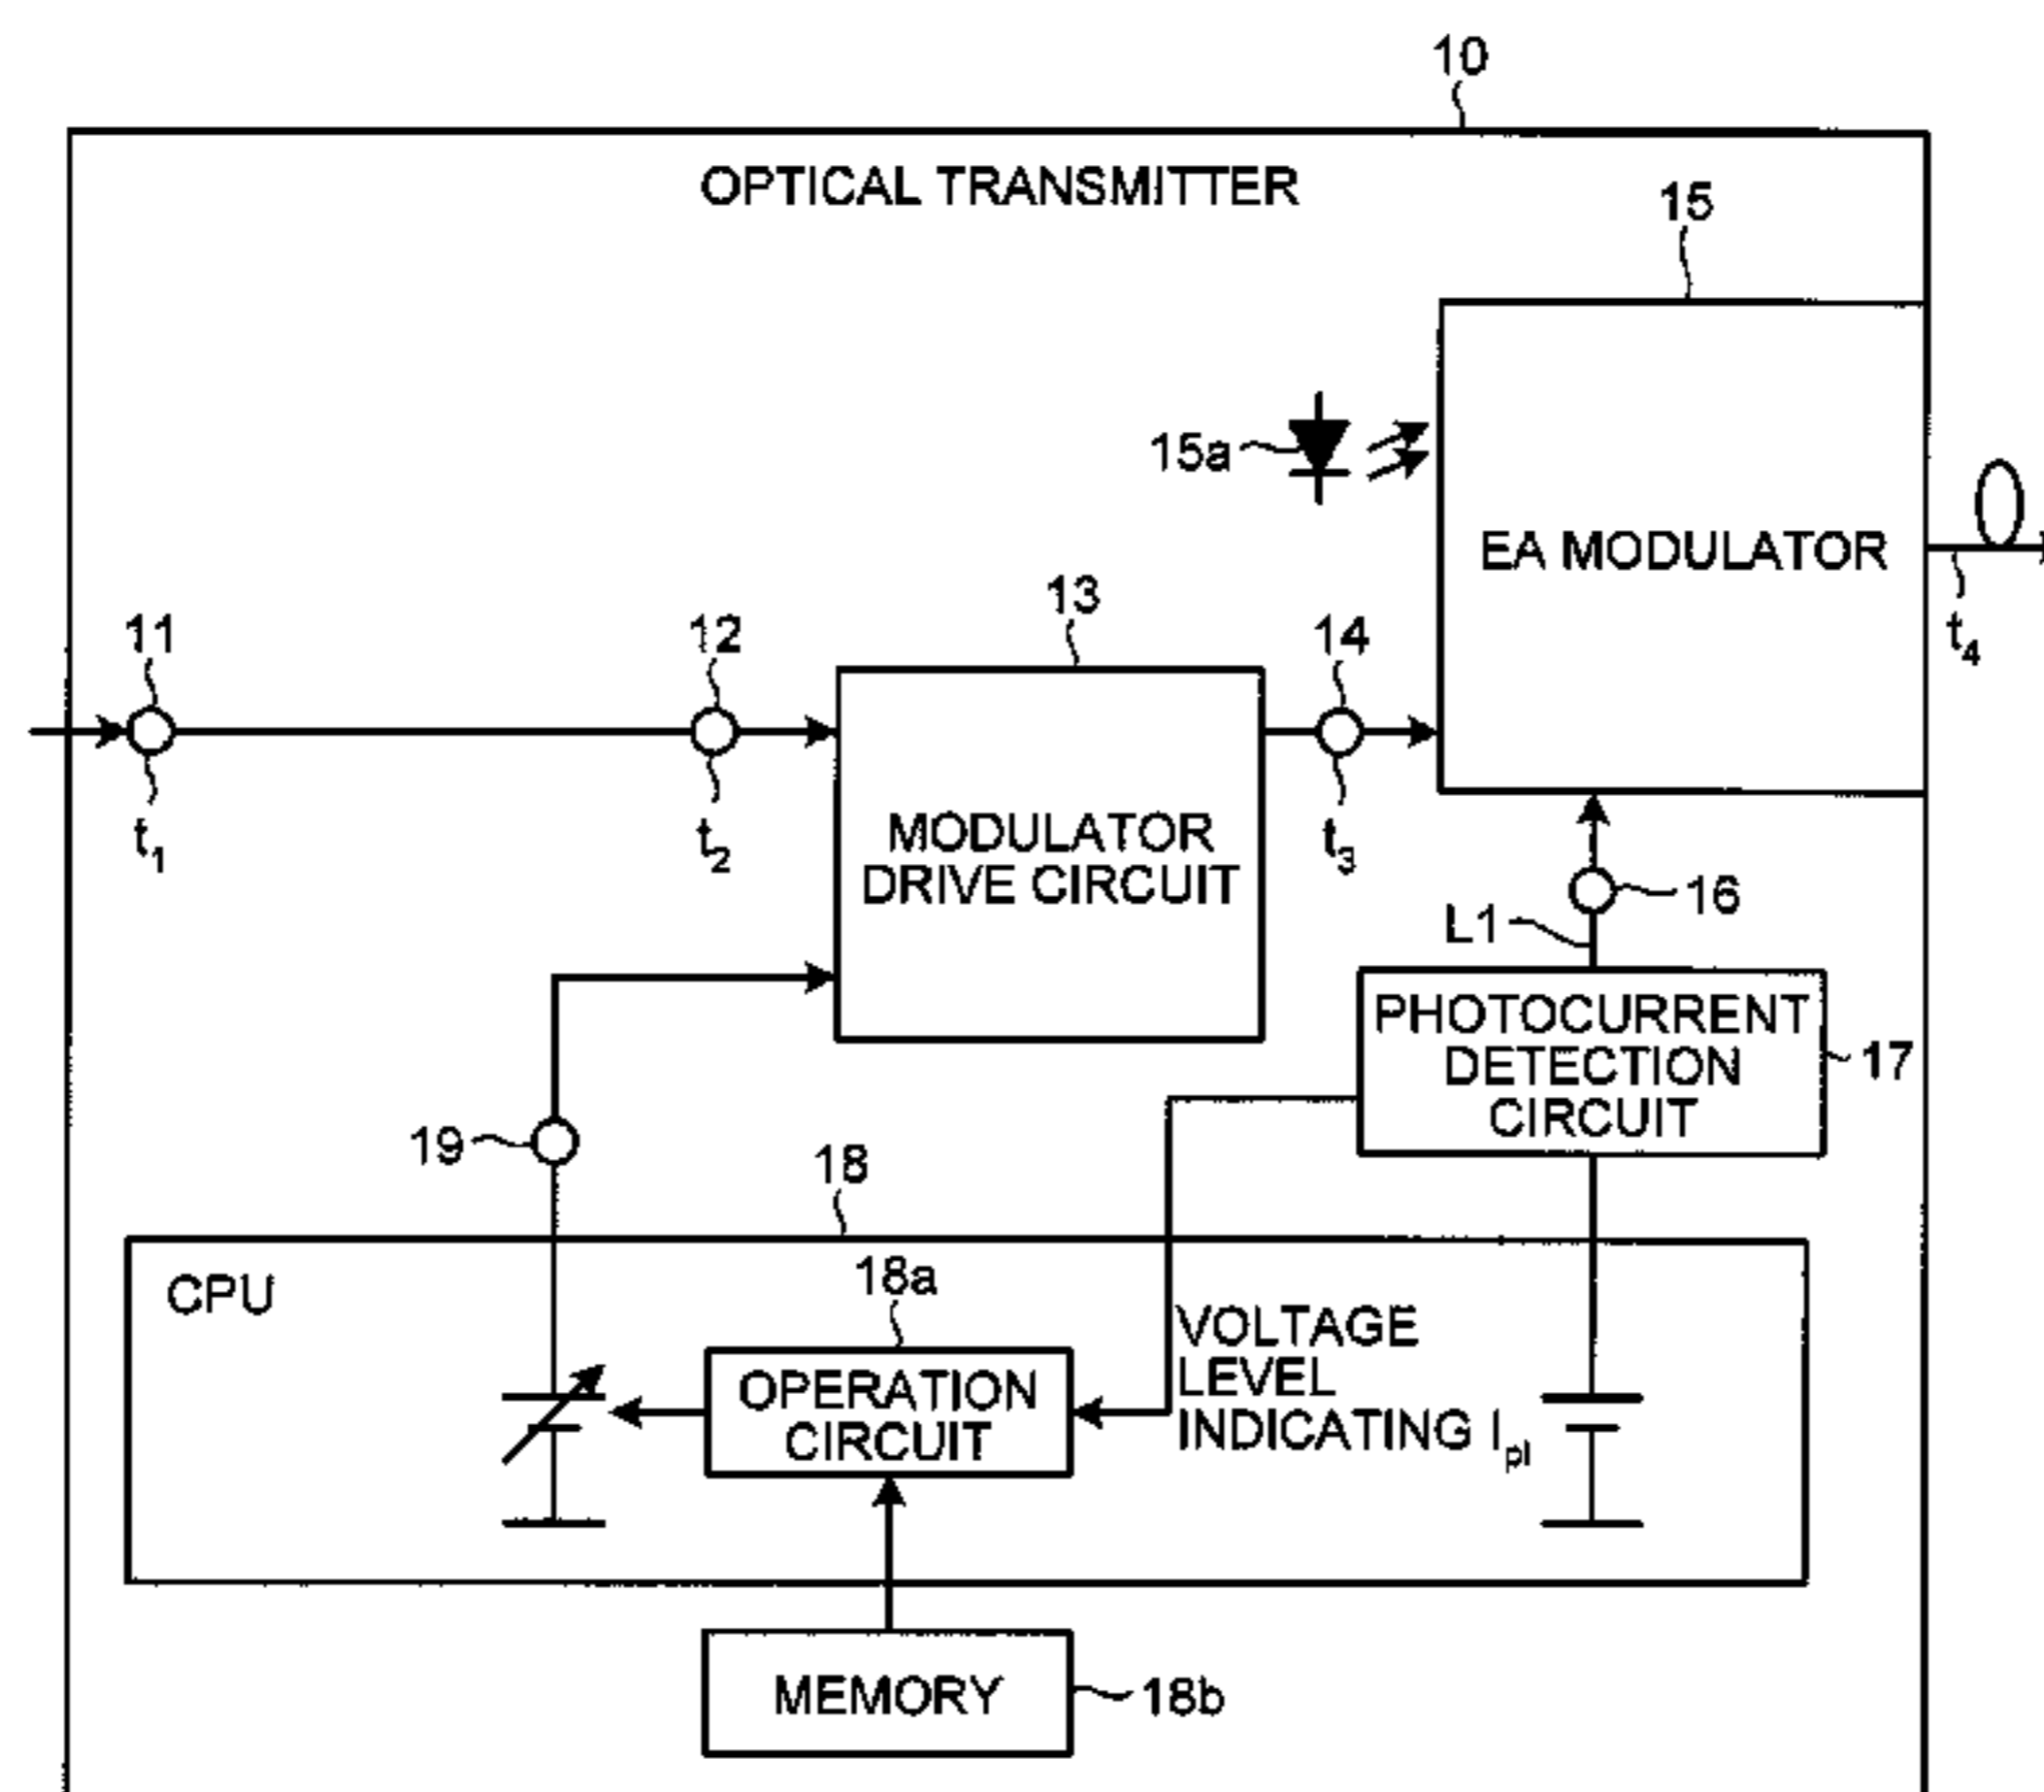 10
OPTICAL TRANSMITTER
15
15a
EA MODULATOR
t4
11
12
13
14
t1
t2
t3
MODULATOR
DRIVE CIRCUIT
16
L1
PHOTOCURRENT
DETECTION
CIRCUIT
17
19
18
CPU
18a
OPERATION
CIRCUIT
VOLTAGE
LEVEL
INDICATING Ipl
MEMORY
18b